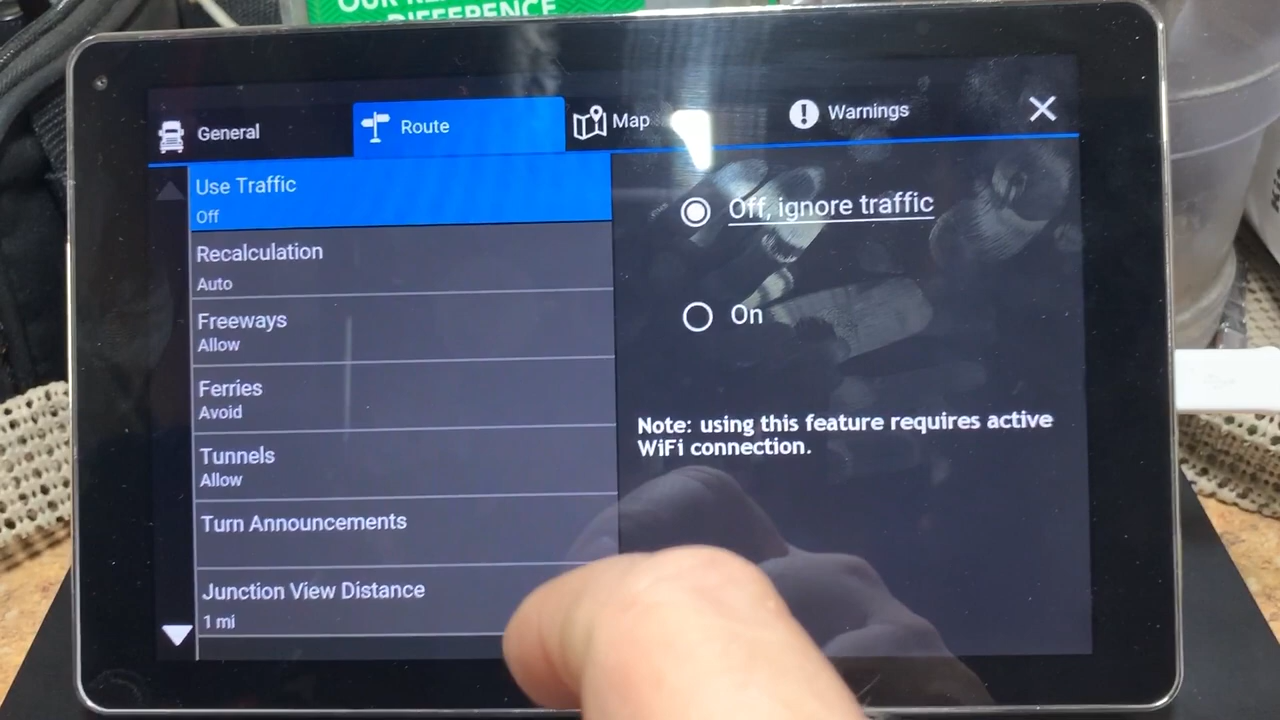 DIFFERENCE
General
Route
Map
Warnings
Use Traffic
Off
Recalculation
Auto
Freeways
Allow
Ferries
Avoid
Tunnels
Allow
Turn Announcements
Junction View Distance
1 mi
Off, ignore traffic
On
Note: using this feature requires active
WiFi connection.